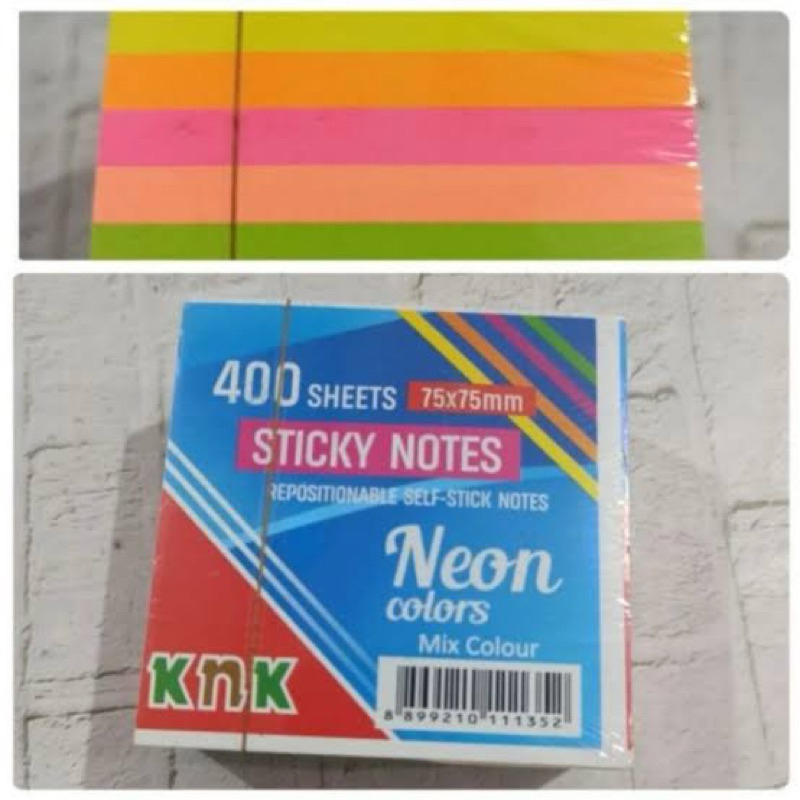 400 SHEETS 75x75mm
STICKY NOTES
REPOSITIONABLE SELF-STICK NOTES
Neon
colors
Mix Colour
KnK
8 899210 111352